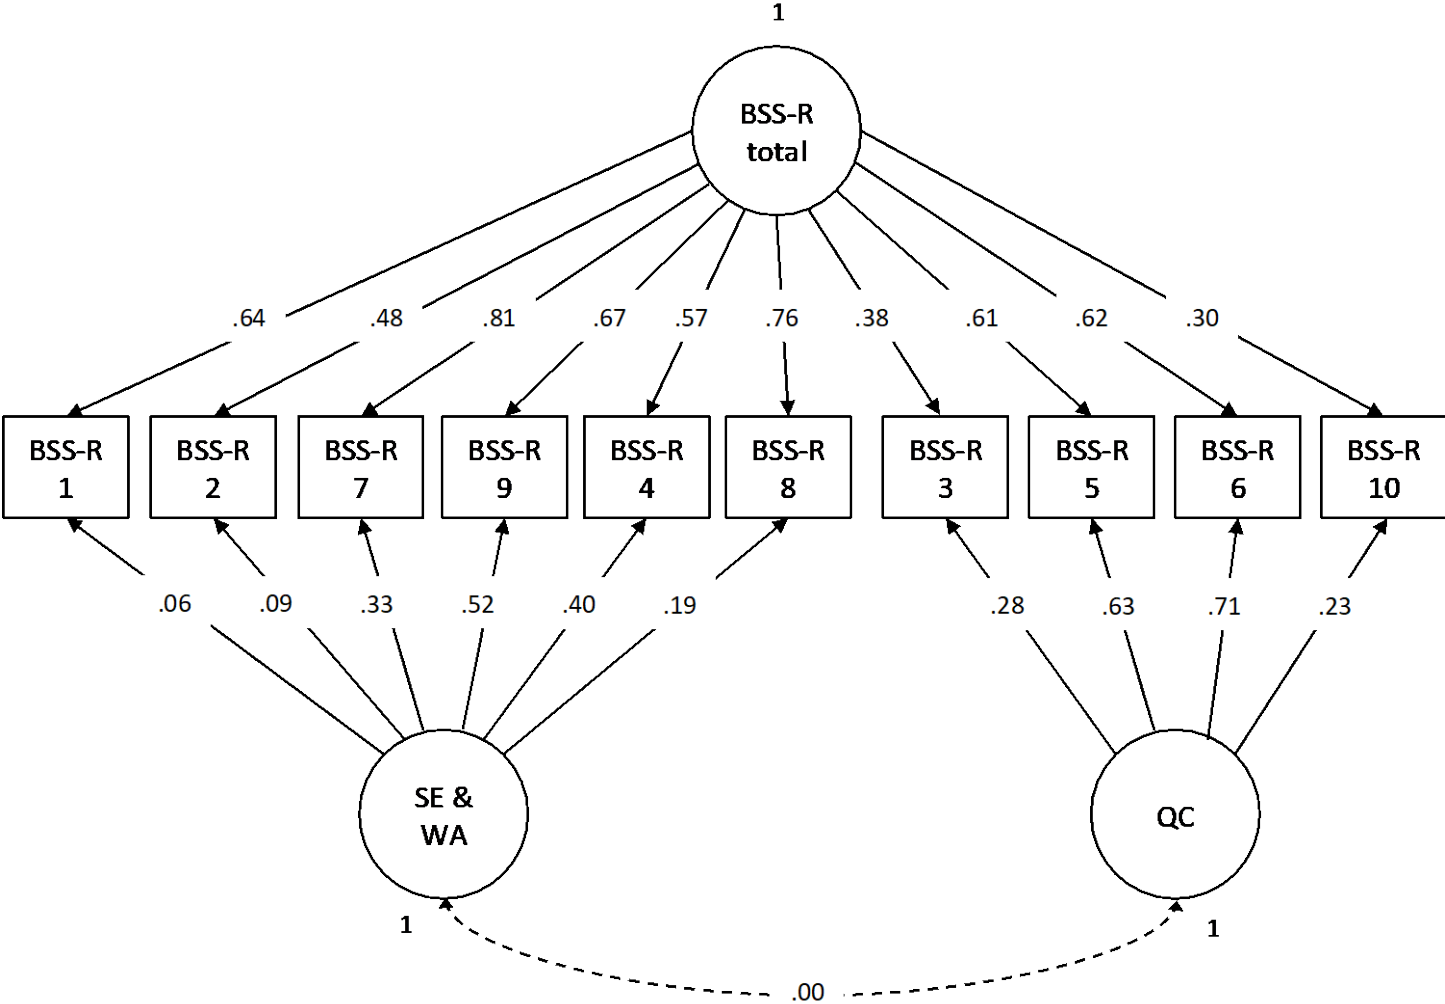 1
BSS-R
total
.64 .48 .81 .67 .57 .76 .38 .61 .62 .30
BSS-R BSS-R BSS-R BSS-R BSS-R BSS-R BSS-R BSS-R BSS-R BSS-R
1 2 7 9 4 8 3 5 6 10
.06 .09 .33 .52 .40 .19 .28 .63 .71 .23
SE &
WA
QC
1 1
.00